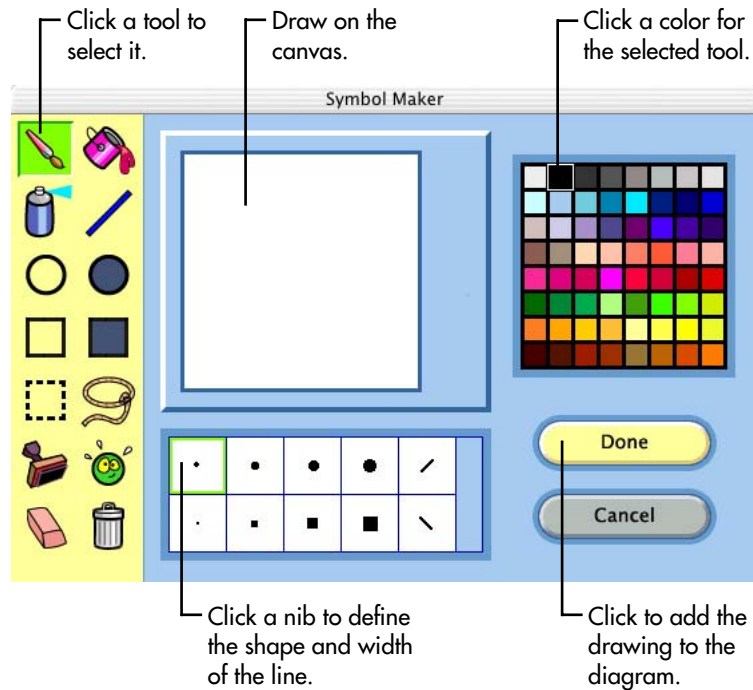 Click a tool to
select it.
Draw on the
canvas.
Click a color for
the selected tool.
Symbol Maker
Done
Cancel
Click a nib to define
the shape and width
of the line.
Click to add the
drawing to the
diagram.